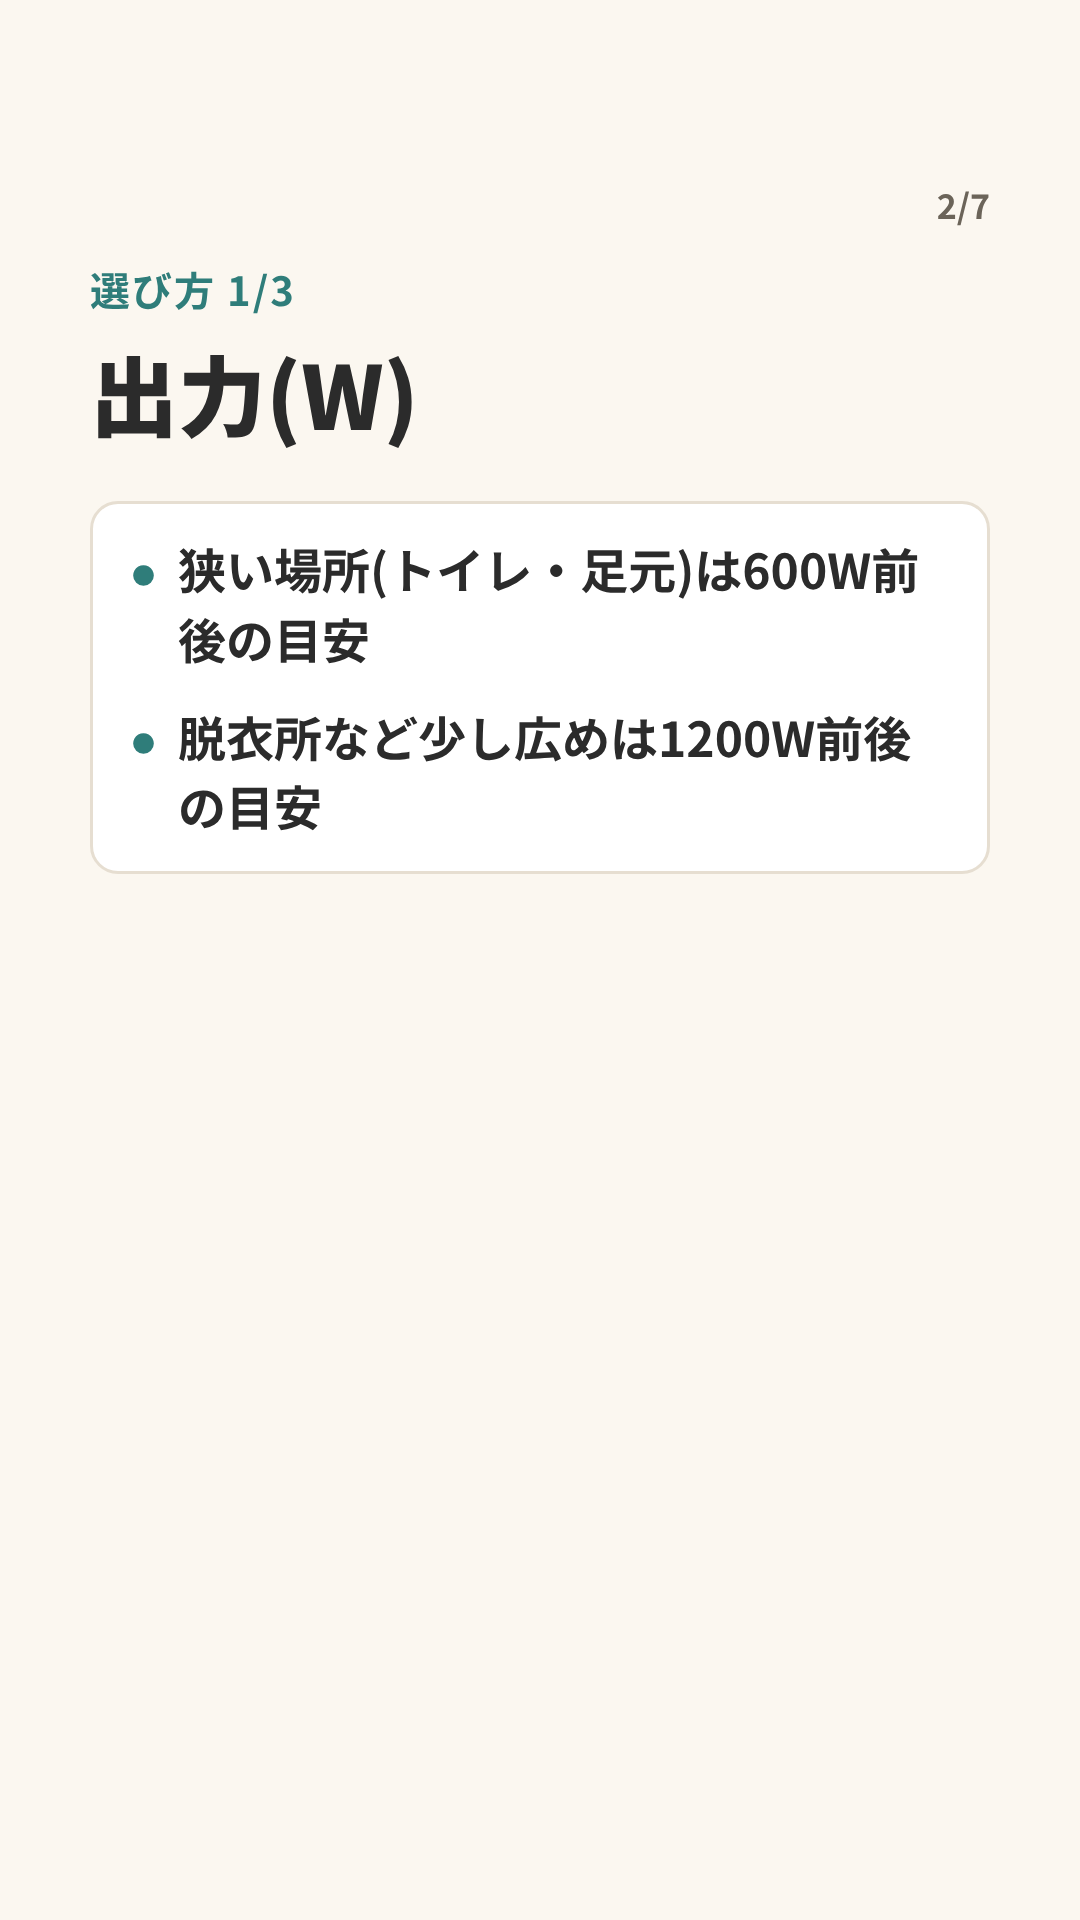 2/7
選び方 1/3
出力(W)
● 狭い場所(トイレ・足元)は600W前
後の目安
● 脱衣所など少し広めは1200W前後
の目安